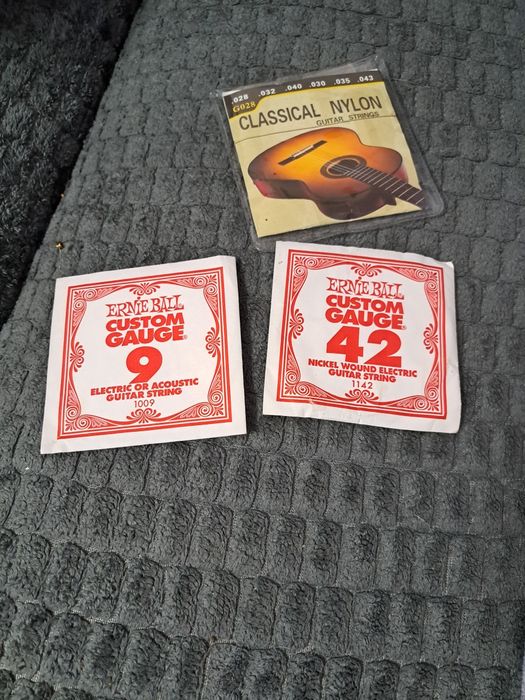 .028 .032 .040 .030 .035 .043
G028
CLASSICAL NYLON
GUITAR STRINGS
ERNIE BALL
CUSTOM
GAUGE®
9
ELECTRIC OR ACOUSTIC
GUITAR STRING
1009
ERNIE BALL
CUSTOM
GAUGE®
42
NICKEL WOUND ELECTRIC
GUITAR STRING
1142